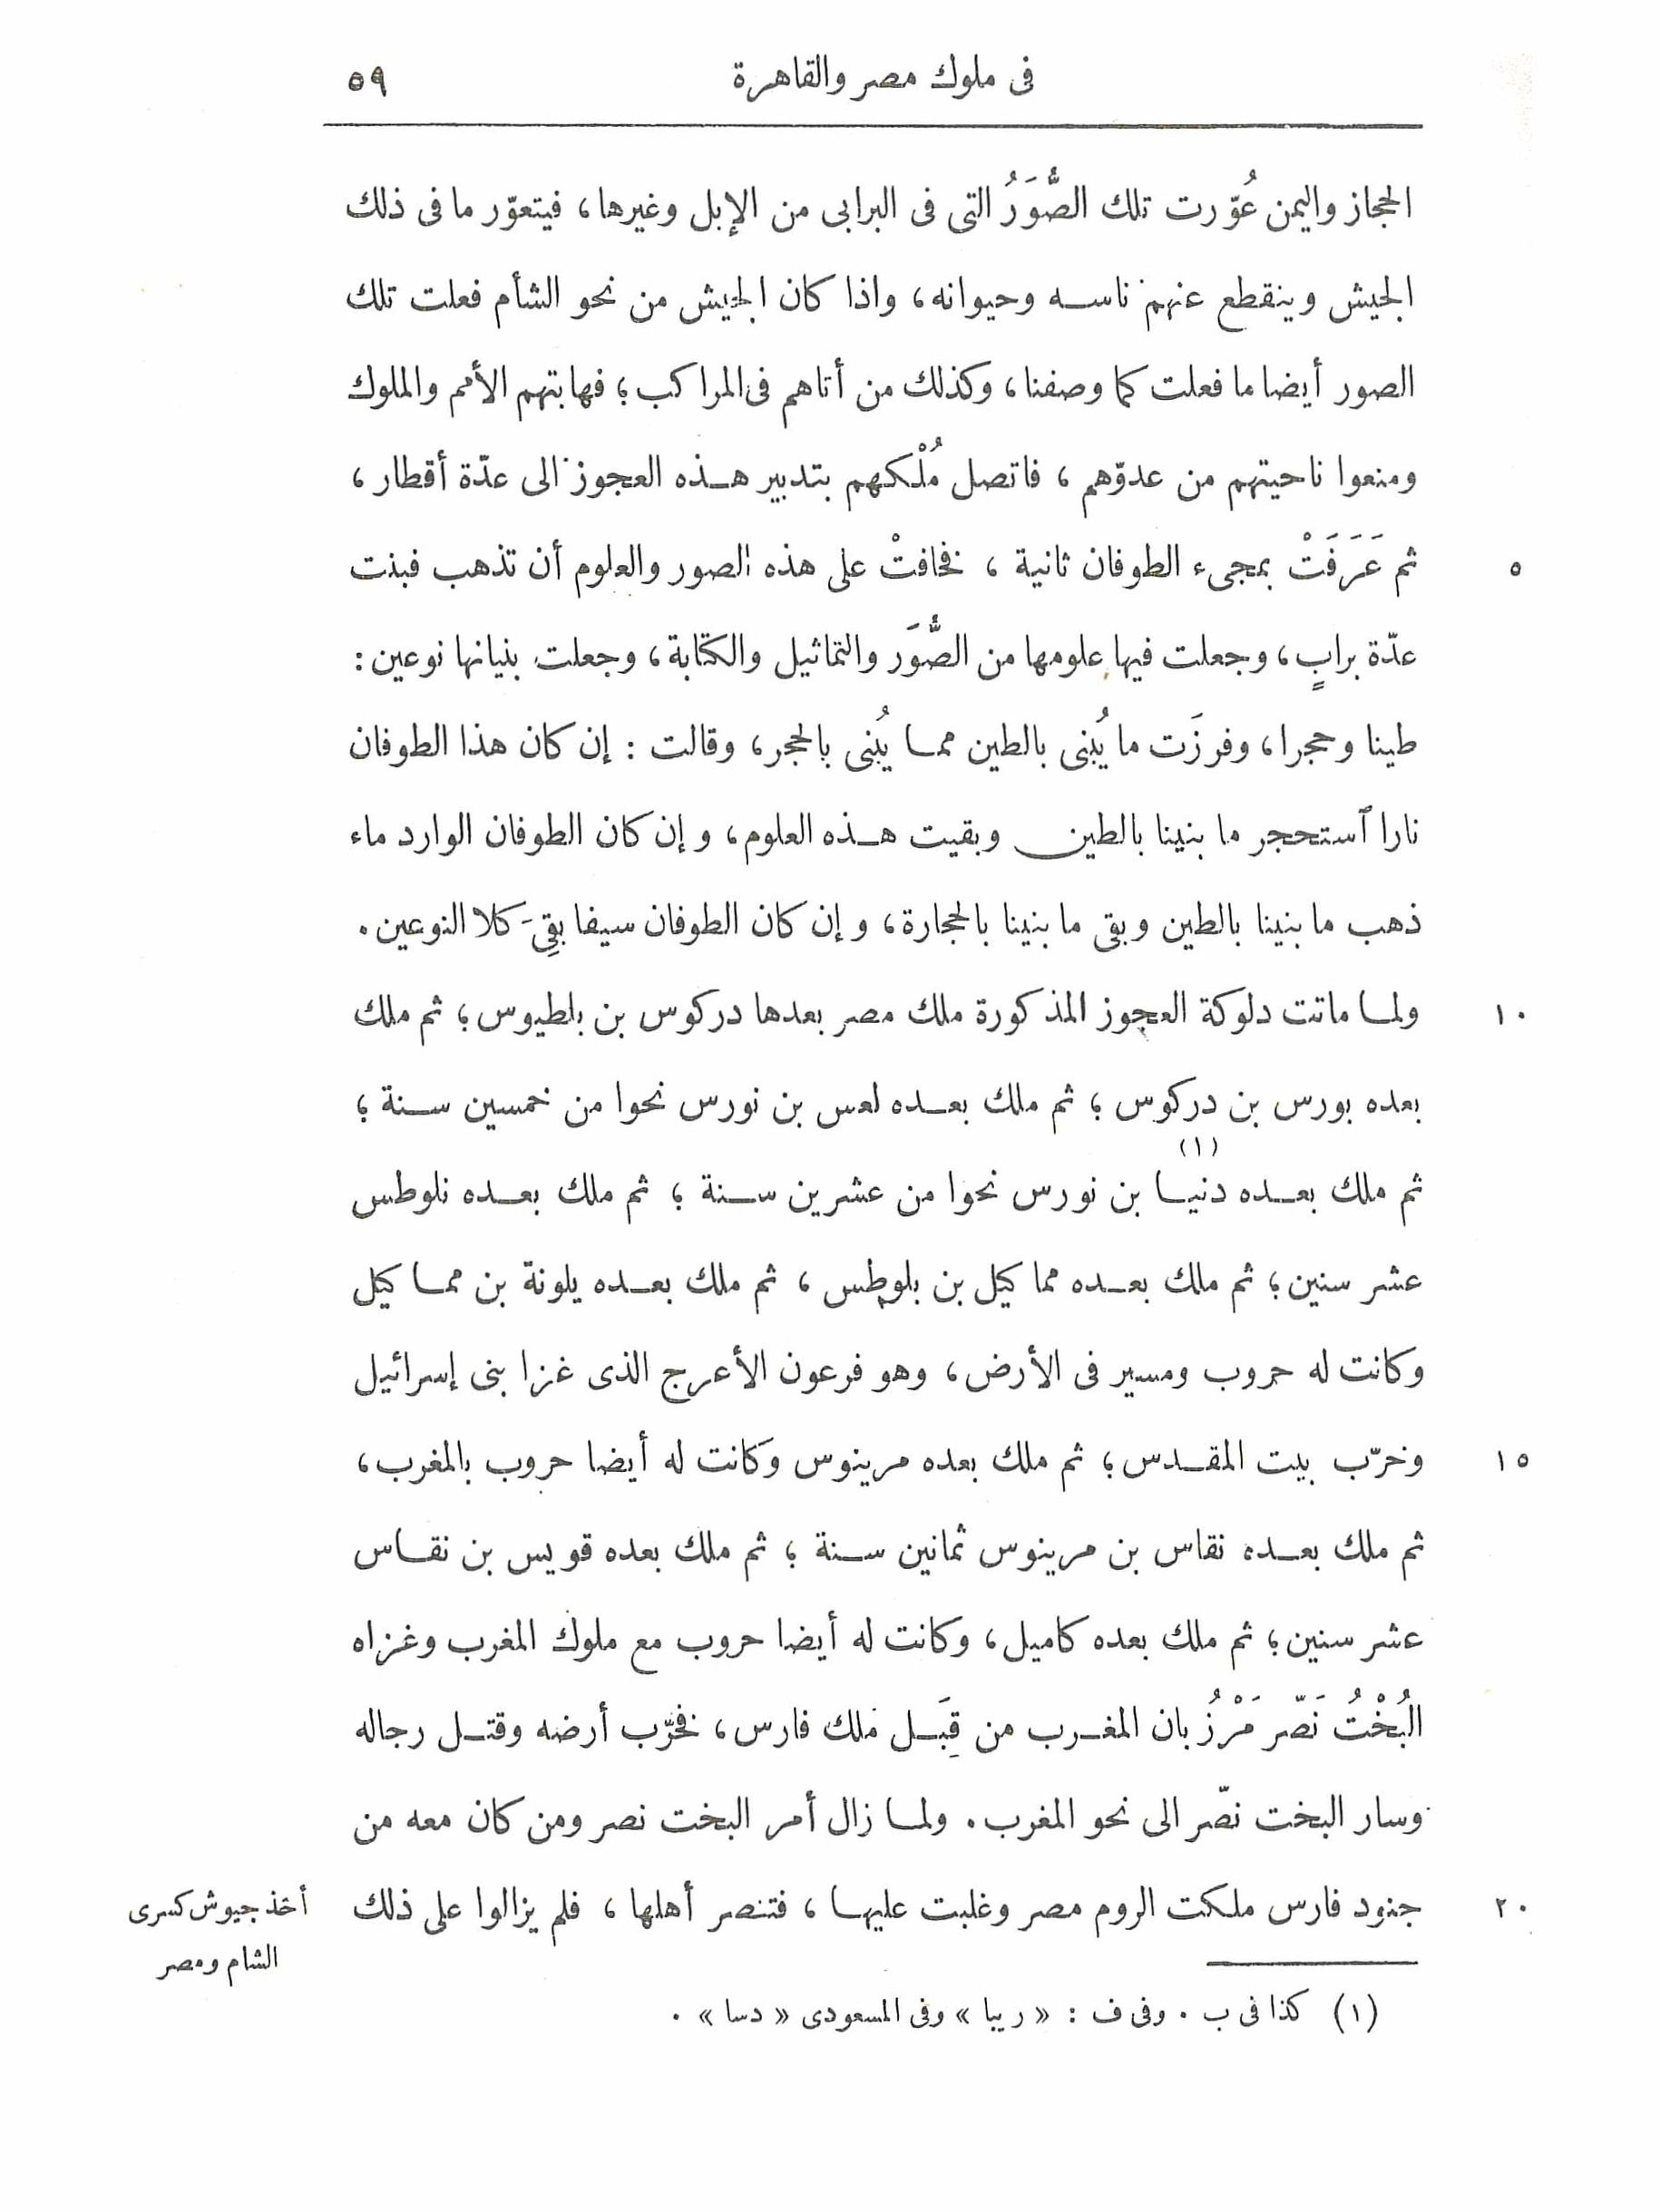 فى ملوك مصر والقاهرة ٥٩
الحجاز واليمن عُوّرت تلك الصُّوَرُ التى فى البرابى من الإبل وغيرها، فيتعوّر ما فى ذلك
الجيش وينقطع عنهم ناسه وحيوانه، واذا كان الجيش من نحو الشأم فعلت تلك
الصور أيضا ما فعلت كما وصفنا، وكذلك من أتاهم فى المراكب؛ فهابتهم الأمم والملوك
ومنعوا ناحيتهم من عدوّهم، فاتصل مُلْكهم بتدبير هذه العجوز الى عدّة أقطار،
ثم عَرَفَتْ بمجىء الطوفان ثانية، فخافتْ على هذه الصور والعلوم أن تذهب فبنت ٥
عدّة برابٍ، وجعلت فيها علومها من الصُّوَر والتماثيل والكتابة، وجعلت بنيانها نوعين:
طينا وحجرا، وفرزَت ما يُبنى بالطين مما يُبنى بالحجر، وقالت: إن كان هذا الطوفان
نارا ٱستحجر ما بنينا بالطين وبقيت هذه العلوم، وإن كان الطوفان الوارد ماء
ذهب ما بنينا بالطين وبقى ما بنينا بالحجارة، وإن كان الطوفان سيفا بقِىَ كلا النوعين.
ولما ماتت دلوكة العجوز المذكورة ملك مصر بعدها دركوس بن بلطيوس؛ ثم ملك ١٠
بعده بورس بن دركوس؛ ثم ملك بعده لعس بن نورس نحوا من خمسين سنة؛
ثم ملك بعده دنيا (١) بن نورس نحوا من عشرين سنة؛ ثم ملك بعده نلوطس
عشر سنين؛ ثم ملك بعده مماكيل بن بلوطس، ثم ملك بعده يلونة بن مماكيل
وكانت له حروب ومسير فى الأرض، وهو فرعون الأعرج الذى غزا بنى إسرائيل
وخرّب بيت المقدس؛ ثم ملك بعده مرينوس وكانت له أيضا حروب بالمغرب، ١٥
ثم ملك بعده نقاس بن مرينوس ثمانين سنة؛ ثم ملك بعده قويس بن نقاس
عشر سنين؛ ثم ملك بعده كاميل، وكانت له أيضا حروب مع ملوك المغرب وغزاه
البُخْتُ نَصّر مَرْزُبان المغرب من قِبَل ملك فارس، فخرّب أرضه وقتل رجاله
وسار البخت نصّر الى نحو المغرب. ولما زال أمر البخت نصر ومن كان معه من
جنود فارس ملكت الروم مصر وغلبت عليها، فتنصر أهلها، فلم يزالوا على ذلك ٢٠
أخذ جيوش كسرى
الشام ومصر
(١) كذا فى ب. وفى ف: «ريبا» وفى المسعودى «دسا».